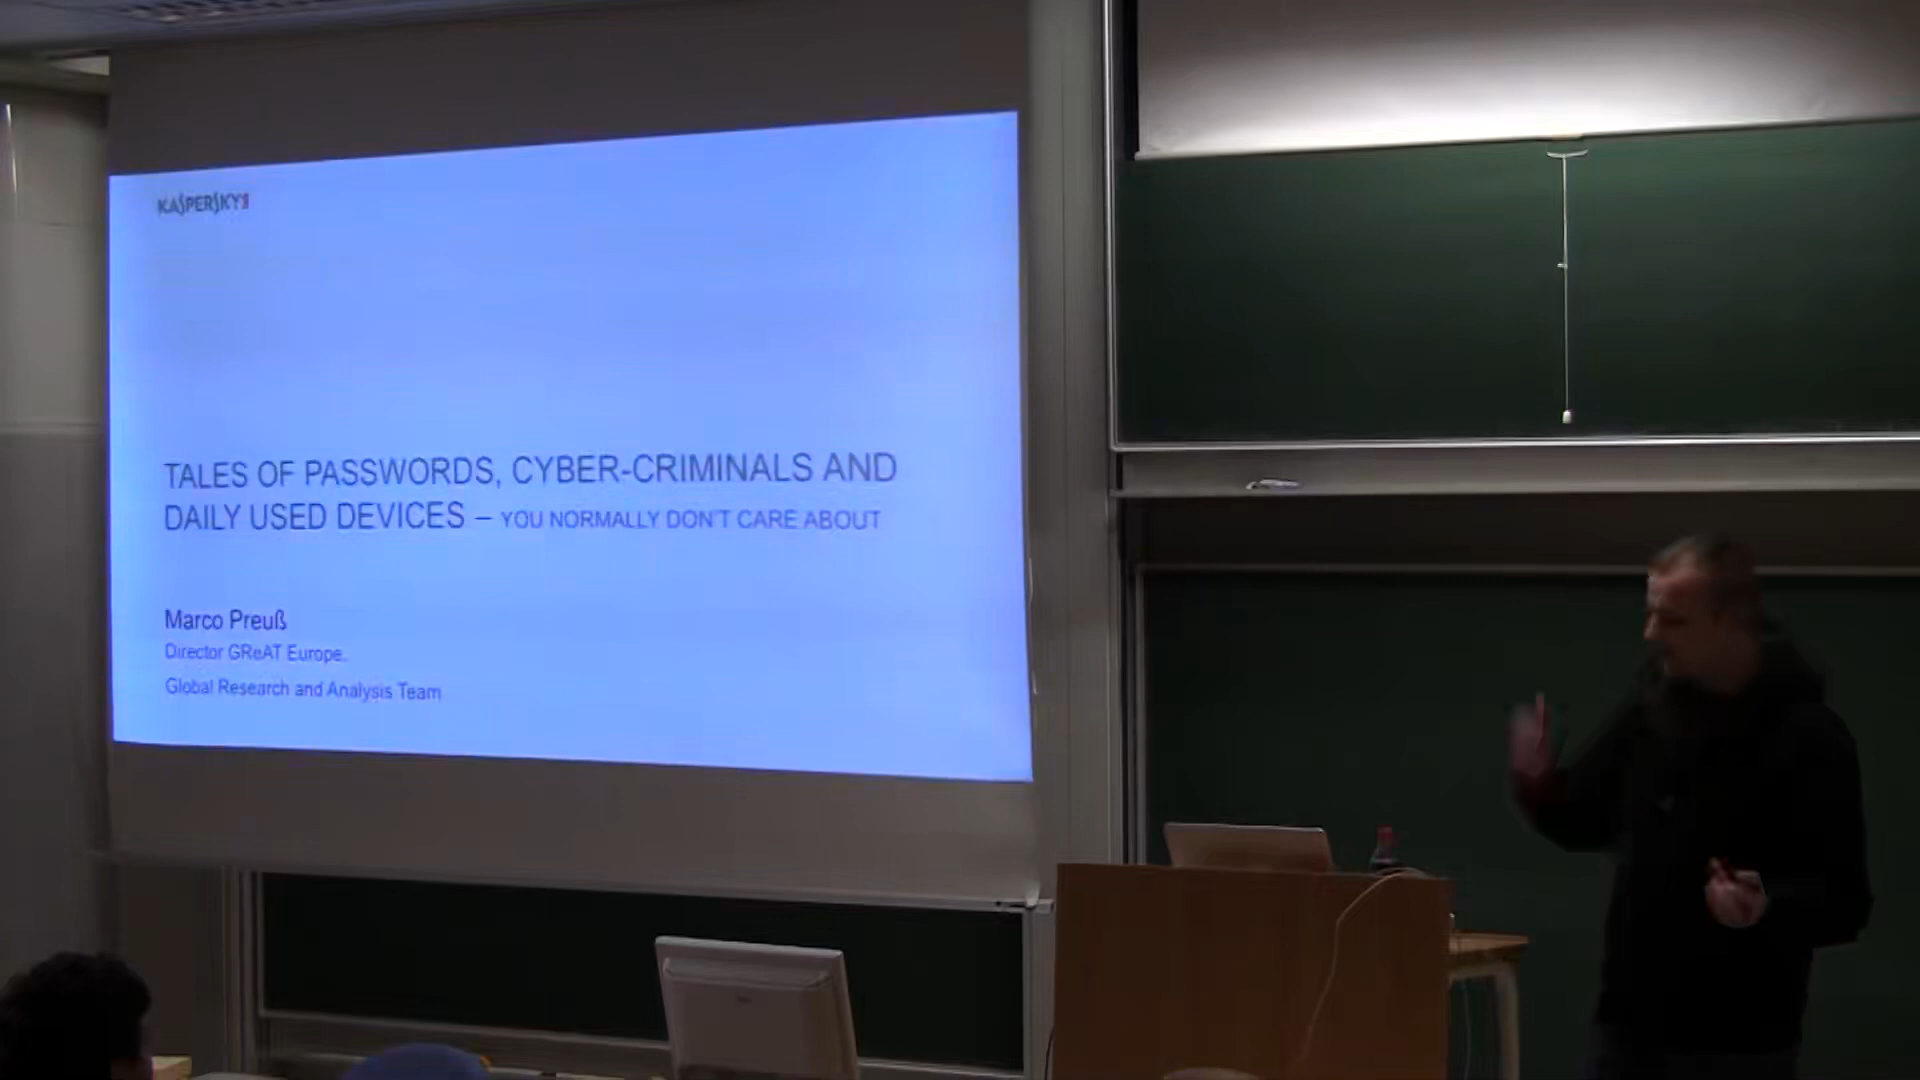 KASPERSKY
TALES OF PASSWORDS, CYBER-CRIMINALS AND
DAILY USED DEVICES – YOU NORMALLY DON'T CARE ABOUT
Marco Preuß
Director GReAT Europe.
Global Research and Analysis Team